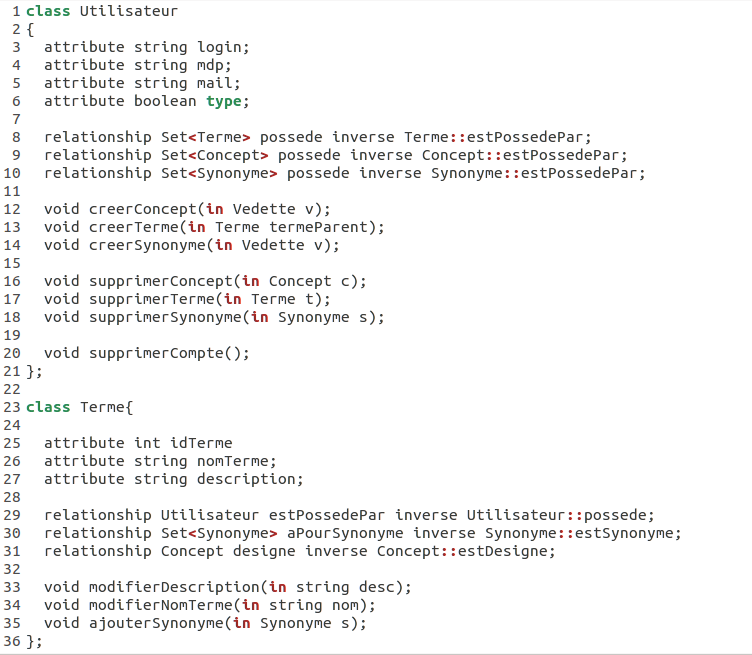 1 class Utilisateur
2 {
3   attribute string login;
4   attribute string mdp;
5   attribute string mail;
6   attribute boolean type;
7
8   relationship Set<Terme> possede inverse Terme::estPossedePar;
9   relationship Set<Concept> possede inverse Concept::estPossedePar;
10   relationship Set<Synonyme> possede inverse Synonyme::estPossedePar;
11
12   void creerConcept(in Vedette v);
13   void creerTerme(in Terme termeParent);
14   void creerSynonyme(in Vedette v);
15
16   void supprimerConcept(in Concept c);
17   void supprimerTerme(in Terme t);
18   void supprimerSynonyme(in Synonyme s);
19
20   void supprimerCompte();
21 };
22
23 class Terme{
24
25   attribute int idTerme
26   attribute string nomTerme;
27   attribute string description;
28
29   relationship Utilisateur estPossedePar inverse Utilisateur::possede;
30   relationship Set<Synonyme> aPourSynonyme inverse Synonyme::estSynonyme;
31   relationship Concept designe inverse Concept::estDesigne;
32
33   void modifierDescription(in string desc);
34   void modifierNomTerme(in string nom);
35   void ajouterSynonyme(in Synonyme s);
36 };